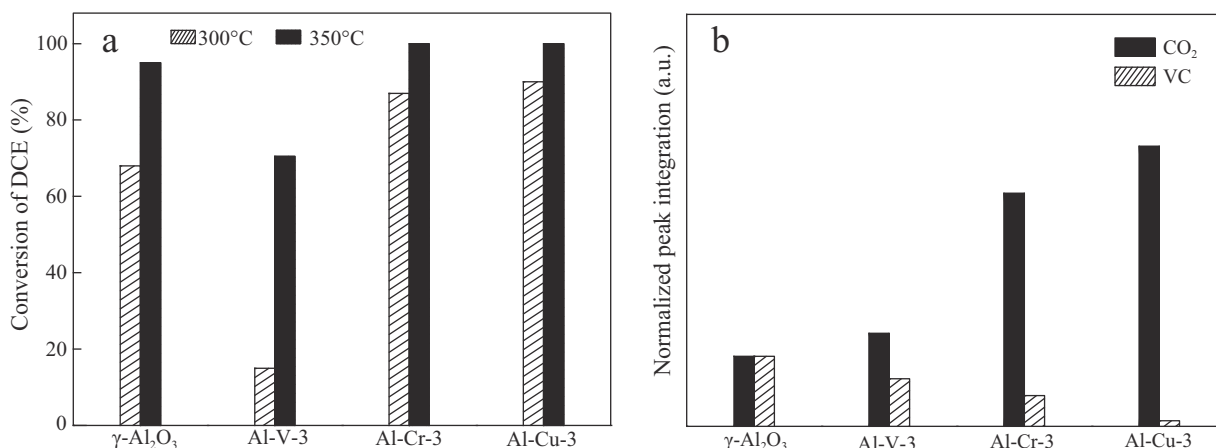 a
300°C 350°C
Conversion of DCE (%)
100
80
60
40
20
0
γ-Al₂O₃ Al-V-3 Al-Cr-3 Al-Cu-3
b
CO₂
VC
Normalized peak integration (a.u.)
γ-Al₂O₃ Al-V-3 Al-Cr-3 Al-Cu-3